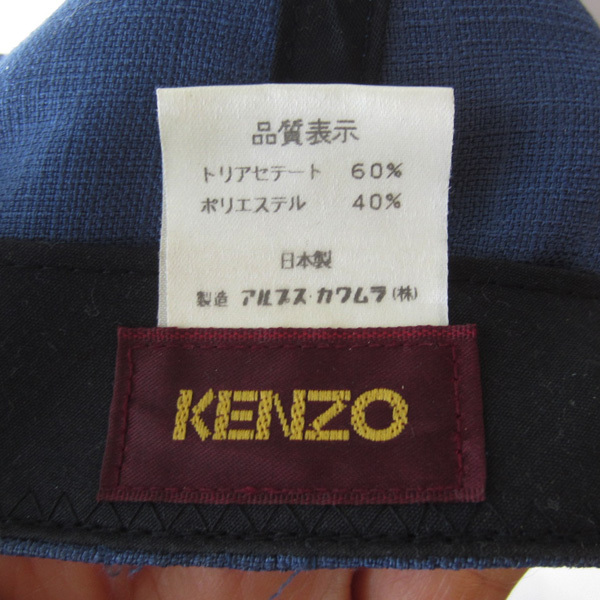 品質表示
トリアセテート 60%
ポリエステル 40%
日本製
製造 アルプス・カワムラ(株)
KENZO